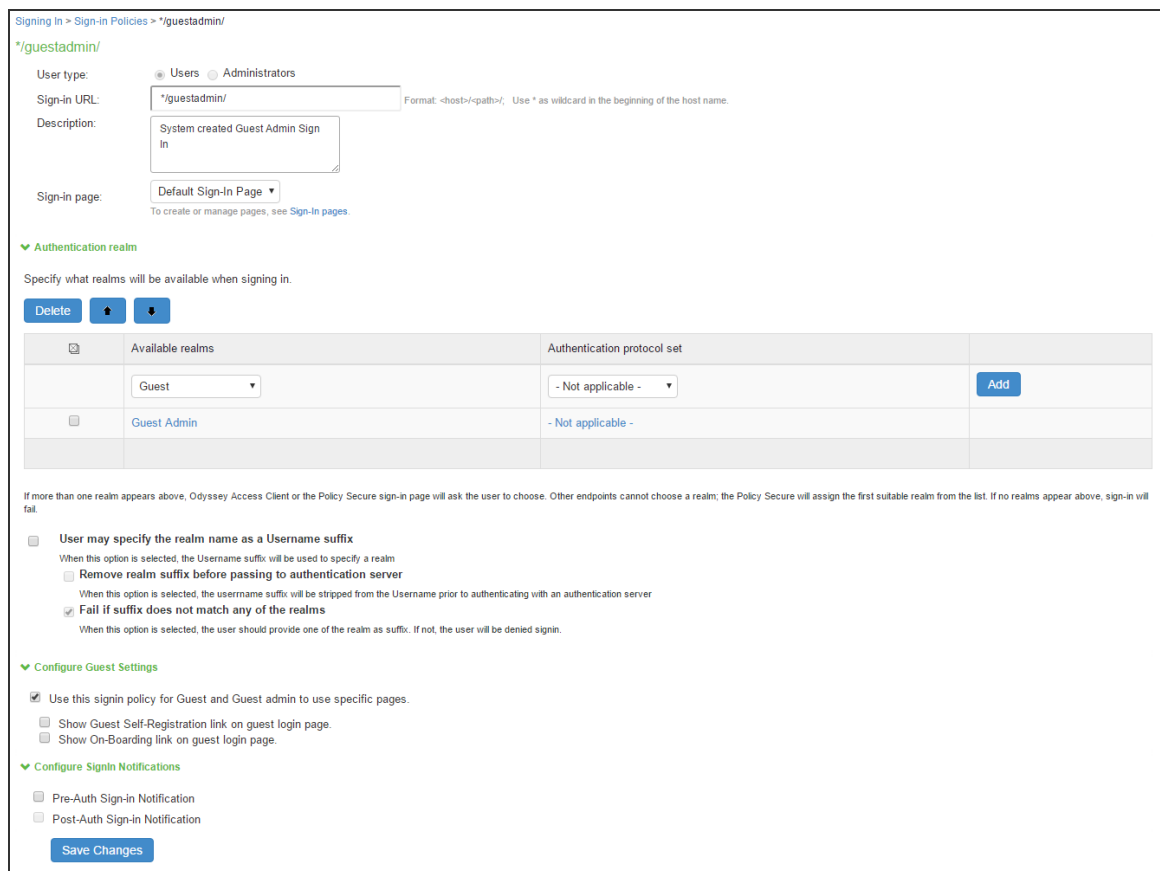 Signing In > Sign-in Policies > */guestadmin/
*/guestadmin/
User type: Users Administrators
Sign-in URL: */guestadmin/ Format: <host>/<path>/; Use * as wildcard in the beginning of the host name.
Description: System created Guest Admin Sign
In
Sign-in page: Default Sign-In Page
To create or manage pages, see Sign-In pages.
Authentication realm
Specify what realms will be available when signing in.
Delete
Available realms Authentication protocol set
Guest - Not applicable - Add
Guest Admin - Not applicable -
If more than one realm appears above, Odyssey Access Client or the Policy Secure sign-in page will ask the user to choose. Other endpoints cannot choose a realm; the Policy Secure will assign the first suitable realm from the list. If no realms appear above, sign-in will
fail.
User may specify the realm name as a Username suffix
When this option is selected, the Username suffix will be used to specify a realm
Remove realm suffix before passing to authentication server
When this option is selected, the userrname suffix will be stripped from the Username prior to authenticating with an authentication server
Fail if suffix does not match any of the realms
When this option is selected, the user should provide one of the realm as suffix. If not, the user will be denied signin.
Configure Guest Settings
Use this signin policy for Guest and Guest admin to use specific pages.
Show Guest Self-Registration link on guest login page.
Show On-Boarding link on guest login page.
Configure SignIn Notifications
Pre-Auth Sign-in Notification
Post-Auth Sign-in Notification
Save Changes